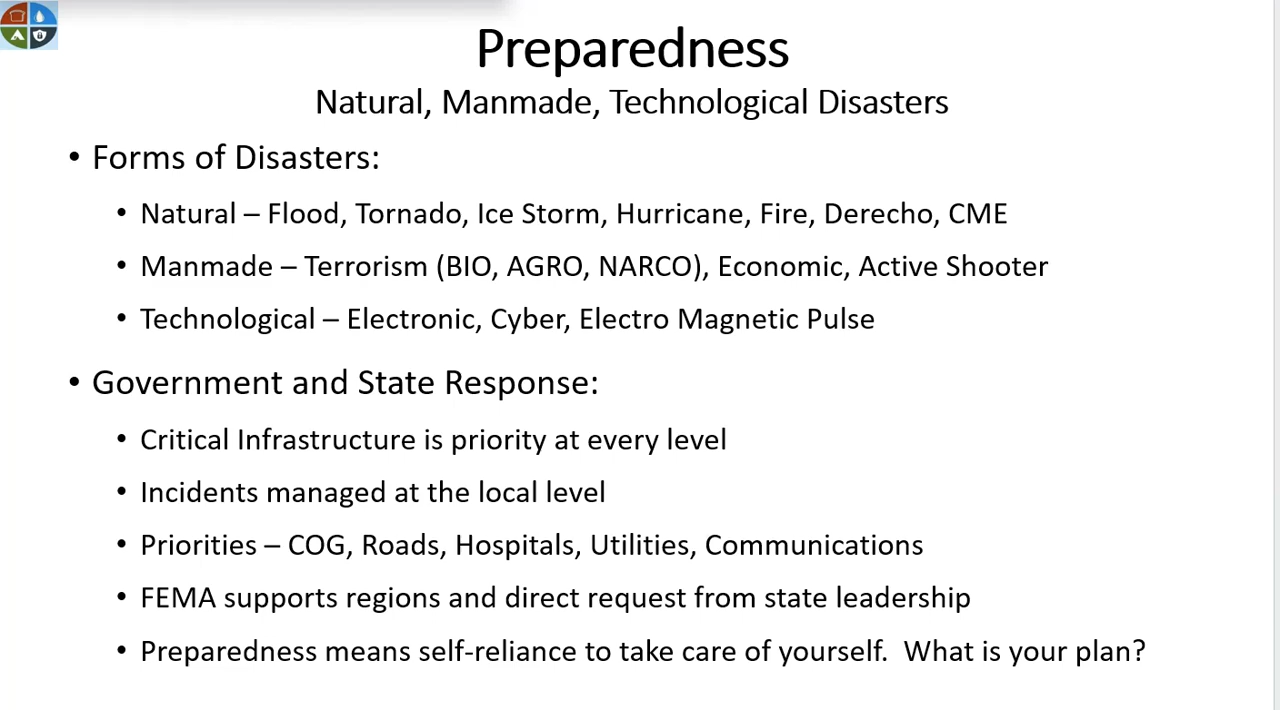 Preparedness
Natural, Manmade, Technological Disasters
• Forms of Disasters:
• Natural – Flood, Tornado, Ice Storm, Hurricane, Fire, Derecho, CME
• Manmade – Terrorism (BIO, AGRO, NARCO), Economic, Active Shooter
• Technological – Electronic, Cyber, Electro Magnetic Pulse
• Government and State Response:
• Critical Infrastructure is priority at every level
• Incidents managed at the local level
• Priorities – COG, Roads, Hospitals, Utilities, Communications
• FEMA supports regions and direct request from state leadership
• Preparedness means self-reliance to take care of yourself.  What is your plan?